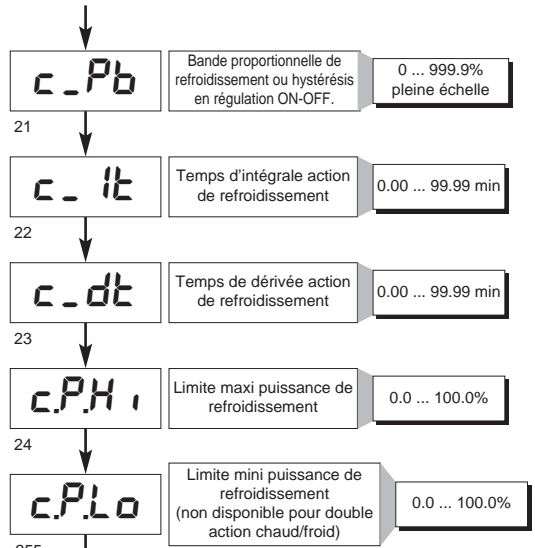 c_Pb
Bande proportionnelle de
refroidissement ou hystérésis
en régulation ON-OFF.
0 ... 999.9%
pleine échelle
21
c_It
Temps d'intégrale action
de refroidissement
0.00 ... 99.99 min
22
c_dt
Temps de dérivée action
de refroidissement
0.00 ... 99.99 min
23
c.P.Hi
Limite maxi puissance de
refroidissement
0.0 ... 100.0%
24
c.P.Lo
Limite mini puissance de
refroidissement
(non disponible pour double
action chaud/froid)
0.0 ... 100.0%